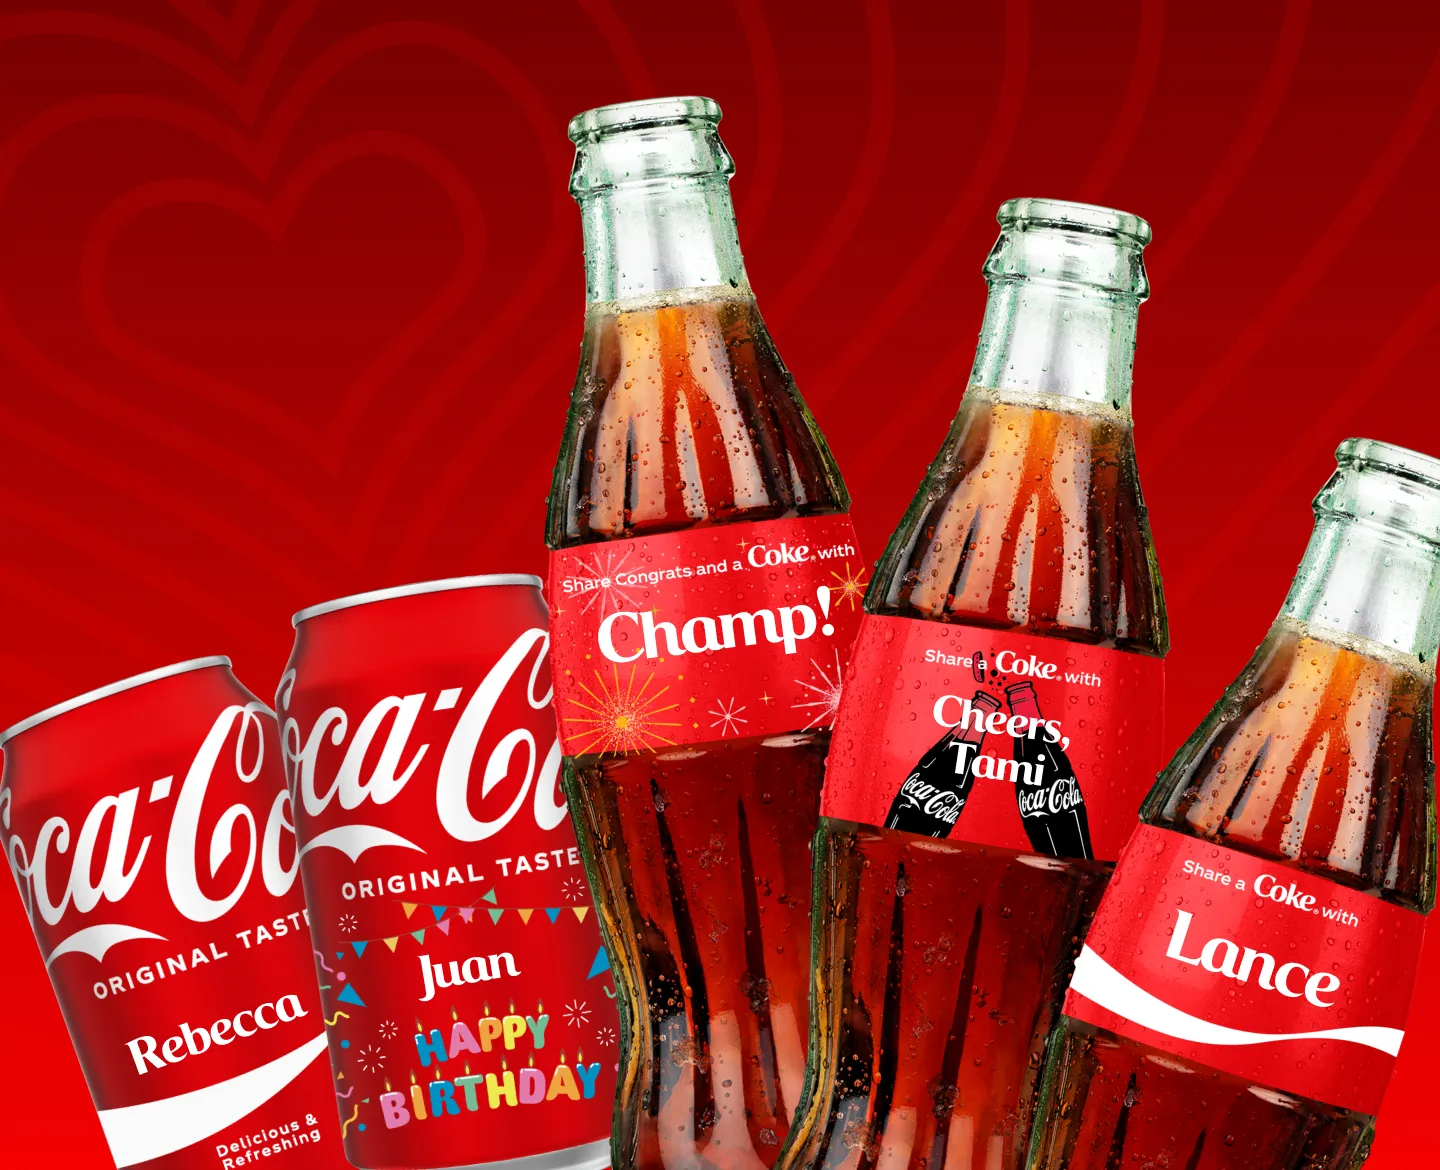 Coca-Cola
ORIGINAL TASTE
Rebecca
Delicious &
Refreshing
Coca-Cola
ORIGINAL TASTE
Juan
HAPPY
BIRTHDAY
Share Congrats and a Coke® with
Champ!
Share a Coke® with
Cheers,
Tami
Coca-Cola
Coca-Cola
Share a Coke® with
Lance